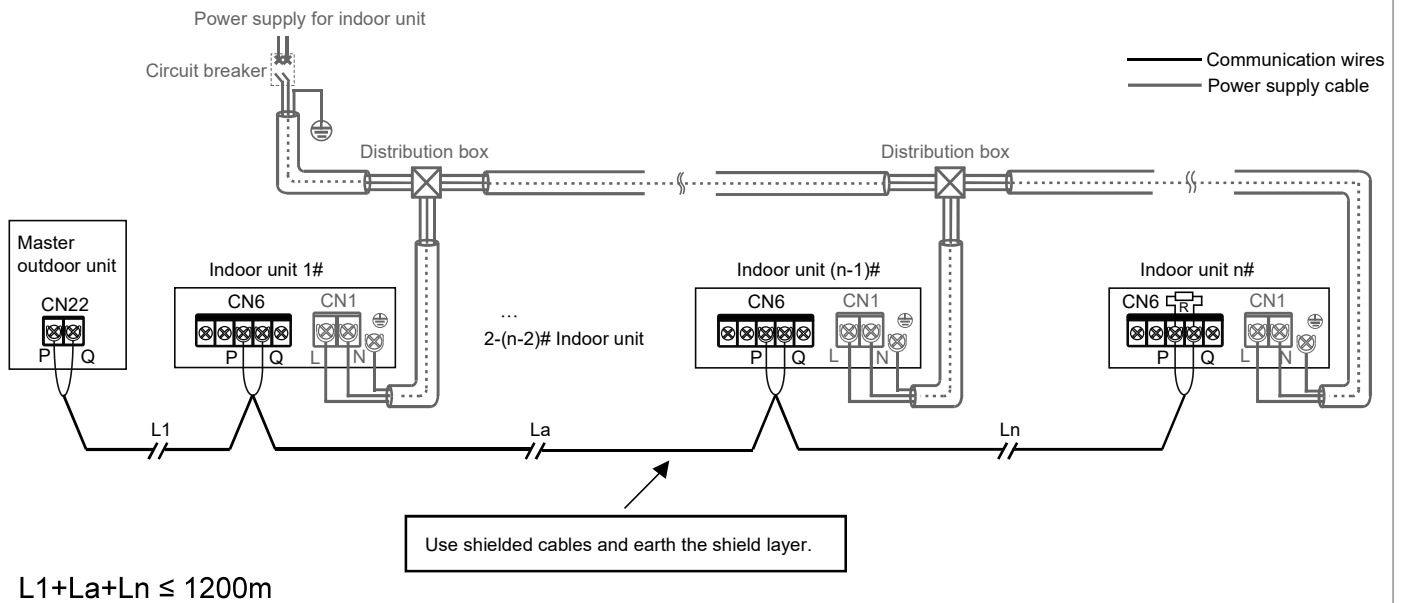 Power supply for indoor unit
Circuit breaker
Communication wires
Power supply cable
Distribution box
Distribution box
Master
outdoor unit
CN22
P Q
Indoor unit 1#
CN6 CN1
P Q L N
...
2-(n-2)# Indoor unit
Indoor unit (n-1)#
CN6 CN1
P Q L N
Indoor unit n#
CN6 R CN1
P Q L N
L1 La Ln
Use shielded cables and earth the shield layer.
L1+La+Ln ≤ 1200m